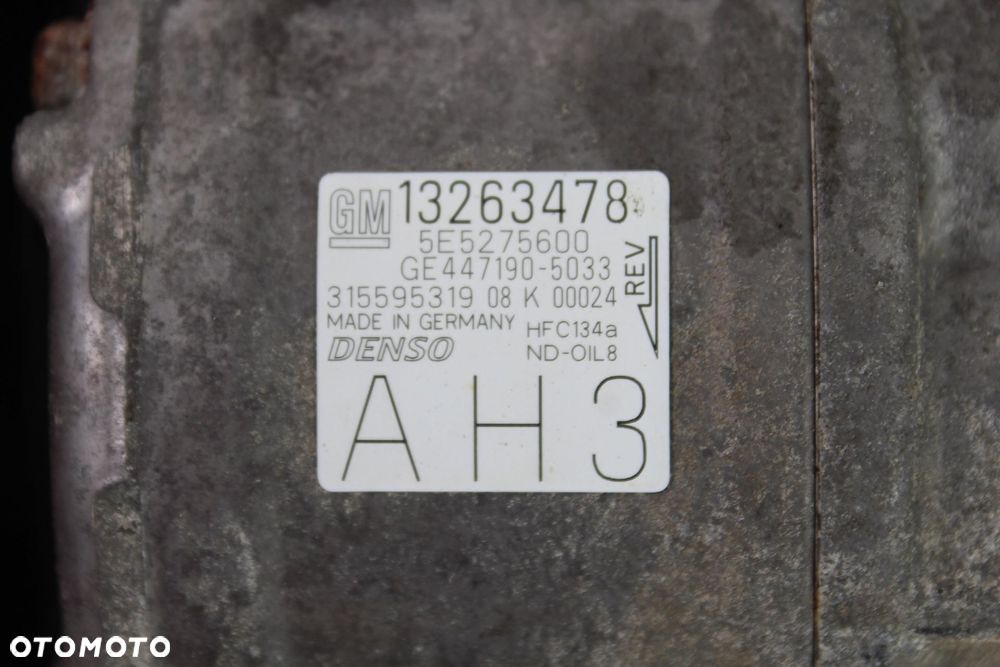 GM 13263478
5E5275600
GE447190-5033
315595319 08 K 00024
REV
MADE IN GERMANY HFC134a
DENSO ND-OIL8
AH3
OTOMOTO